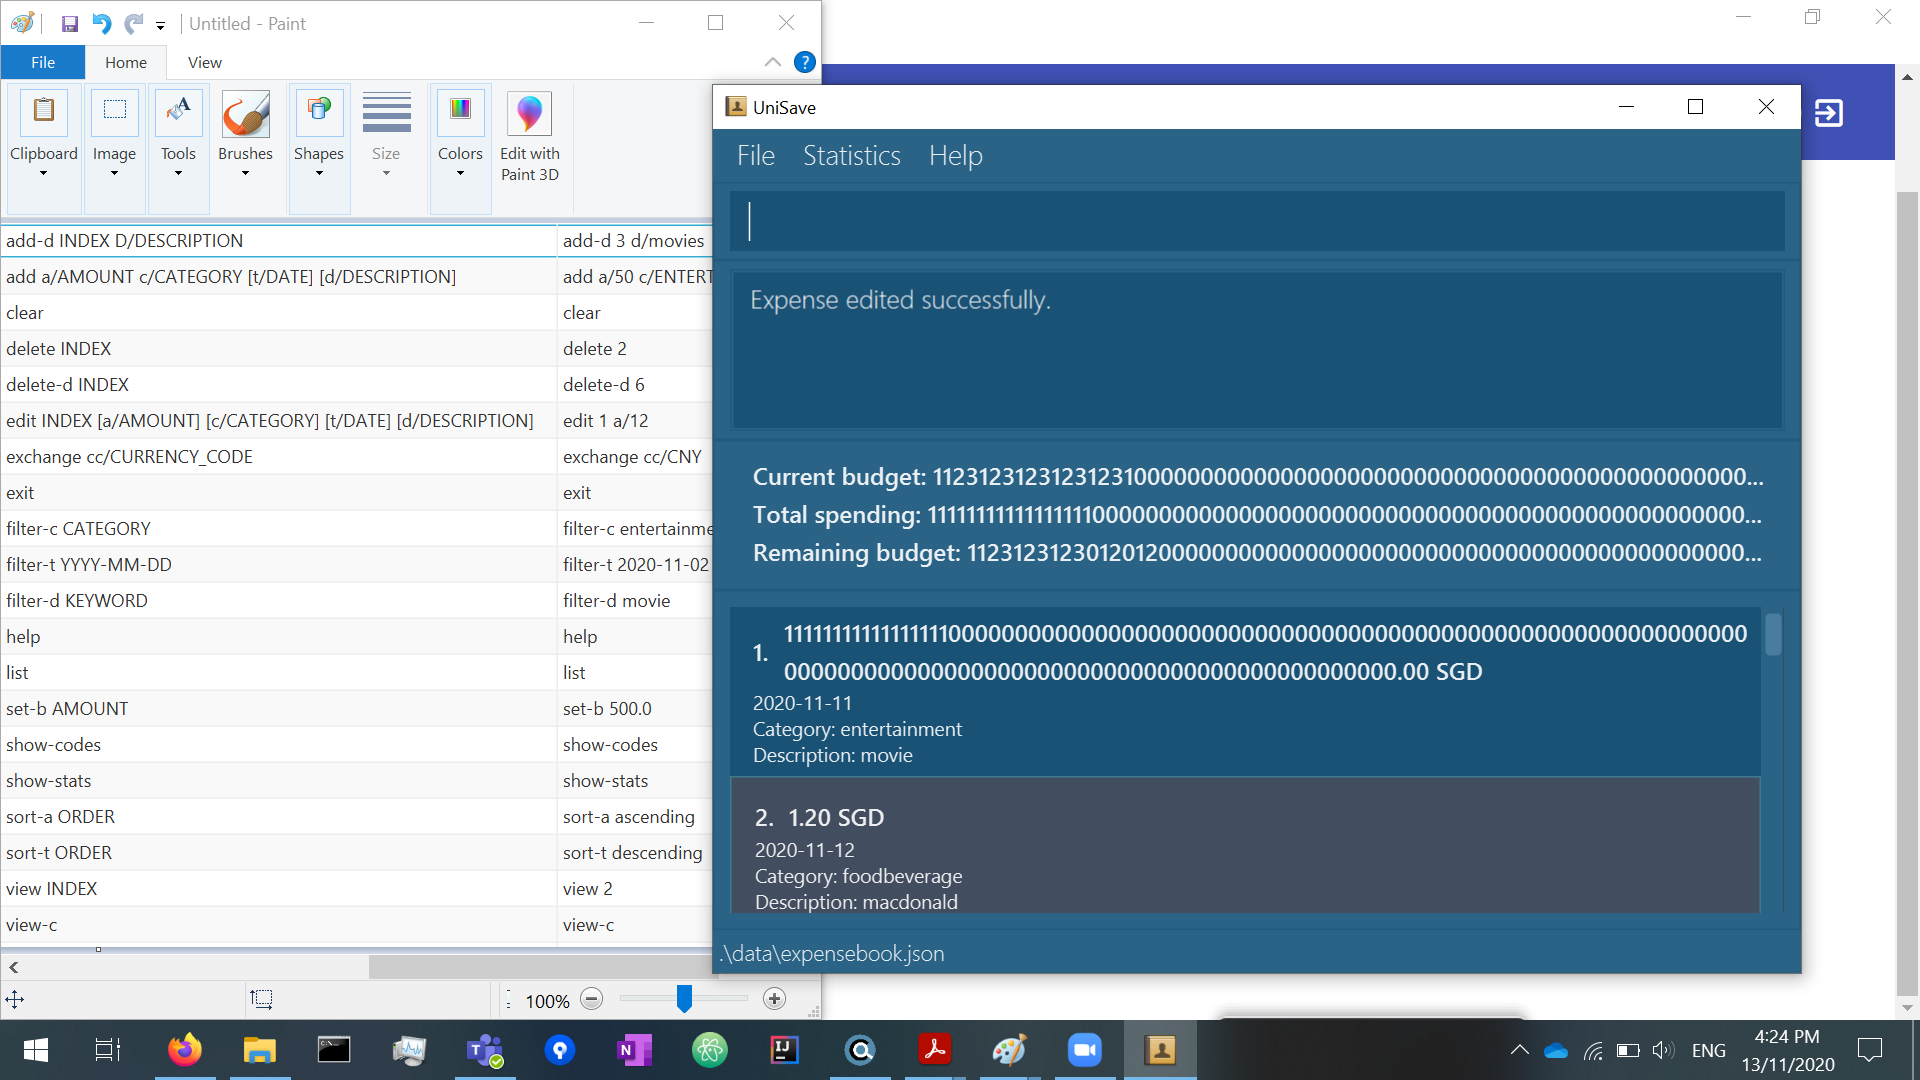 Untitled - Paint
File Home View
Clipboard Image Tools Brushes Shapes Size Colors Edit with Paint 3D
add-d INDEX D/DESCRIPTION add-d 3 d/movies
add a/AMOUNT c/CATEGORY [t/DATE] [d/DESCRIPTION] add a/50 c/ENTERT
clear clear
delete INDEX delete 2
delete-d INDEX delete-d 6
edit INDEX [a/AMOUNT] [c/CATEGORY] [t/DATE] [d/DESCRIPTION] edit 1 a/12
exchange cc/CURRENCY_CODE exchange cc/CNY
exit exit
filter-c CATEGORY filter-c entertainme
filter-t YYYY-MM-DD filter-t 2020-11-02
filter-d KEYWORD filter-d movie
help help
list list
set-b AMOUNT set-b 500.0
show-codes show-codes
show-stats show-stats
sort-a ORDER sort-a ascending
sort-t ORDER sort-t descending
view INDEX view 2
view-c view-c
100%
UniSave
File Statistics Help
Expense edited successfully.
Current budget:
Total spending:
Remaining budget:
1.
.00 SGD
2020-11-11
Category: entertainment
Description: movie
2. 1.20 SGD
2020-11-12
Category: foodbeverage
Description: macdonald
.\data\expensebook.json
ENG
4:24 PM
13/11/2020